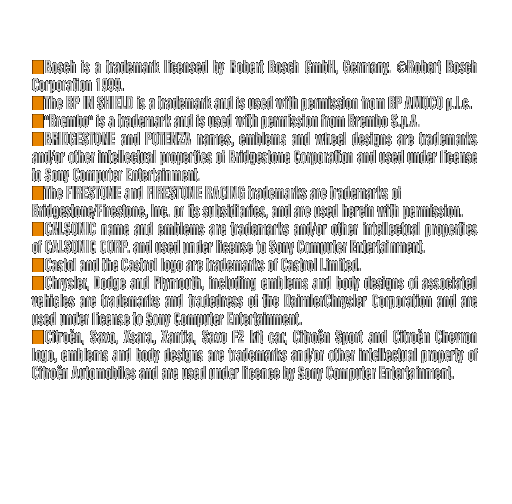 Bosch is a trademark licensed by Robert Bosch GmbH, Germany. ©Robert Bosch
Corporation 1999.
The BP IN SHIELD is a trademark and is used with permission from BP AMOCO p.l.c.
"Brembo" is a trademark and is used with permission from Brembo S.p.A.
BRIDGESTONE and POTENZA names, emblems and wheel designs are trademarks
and/or other intellectual properties of Bridgestone Corporation and used under license
to Sony Computer Entertainment.
The FIRESTONE and FIRESTONE RACING trademarks are trademarks of
Bridgestone/Firestone, Inc. or its subsidiaries, and are used herein with permission.
CALSONIC name and emblems are trademarks and/or other intellectual properties
of CALSONIC CORP. and used under license to Sony Computer Entertainment.
Castol and the Castrol logo are trademarks of Castrol Limited.
Chrysler, Dodge and Plymouth, including emblems and body designs of associated
vehicles are trademarks and tradedress of the DaimlerChrysler Corporation and are
used under license to Sony Computer Entertainment.
Citroën, Saxo, Xsara, Xantia, Saxo F2 kit car, Citroën Sport and Citroën Chevron
logo, emblems and body designs are trademarks and/or other intellectual property of
Citroën Automobiles and are used under licence by Sony Computer Entertainment.